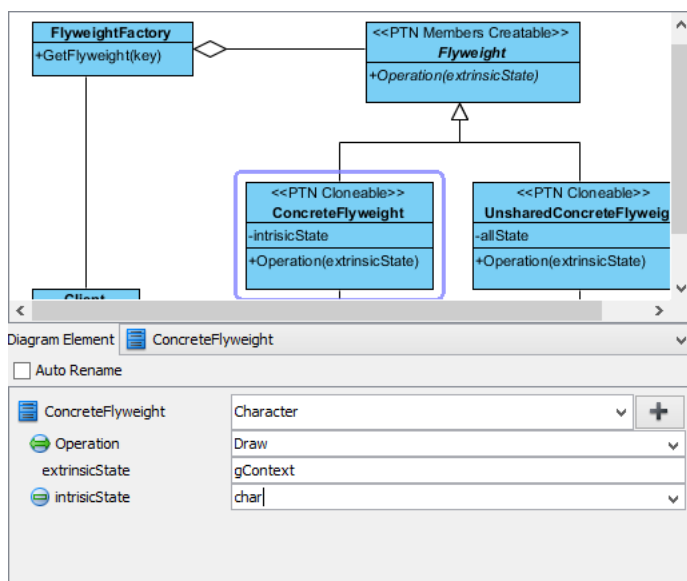 FlyweightFactory
+GetFlyweight(key)
<<PTN Members Creatable>>
Flyweight
+Operation(extrinsicState)
<<PTN Cloneable>>
ConcreteFlyweight
-intrisicState
+Operation(extrinsicState)
<<PTN Cloneable>>
UnsharedConcreteFlyweig
-allState
+Operation(extrinsicState)
Client
Diagram Element
ConcreteFlyweight
Auto Rename
ConcreteFlyweight
Character
Operation
Draw
extrinsicState
gContext
intrisicState
char